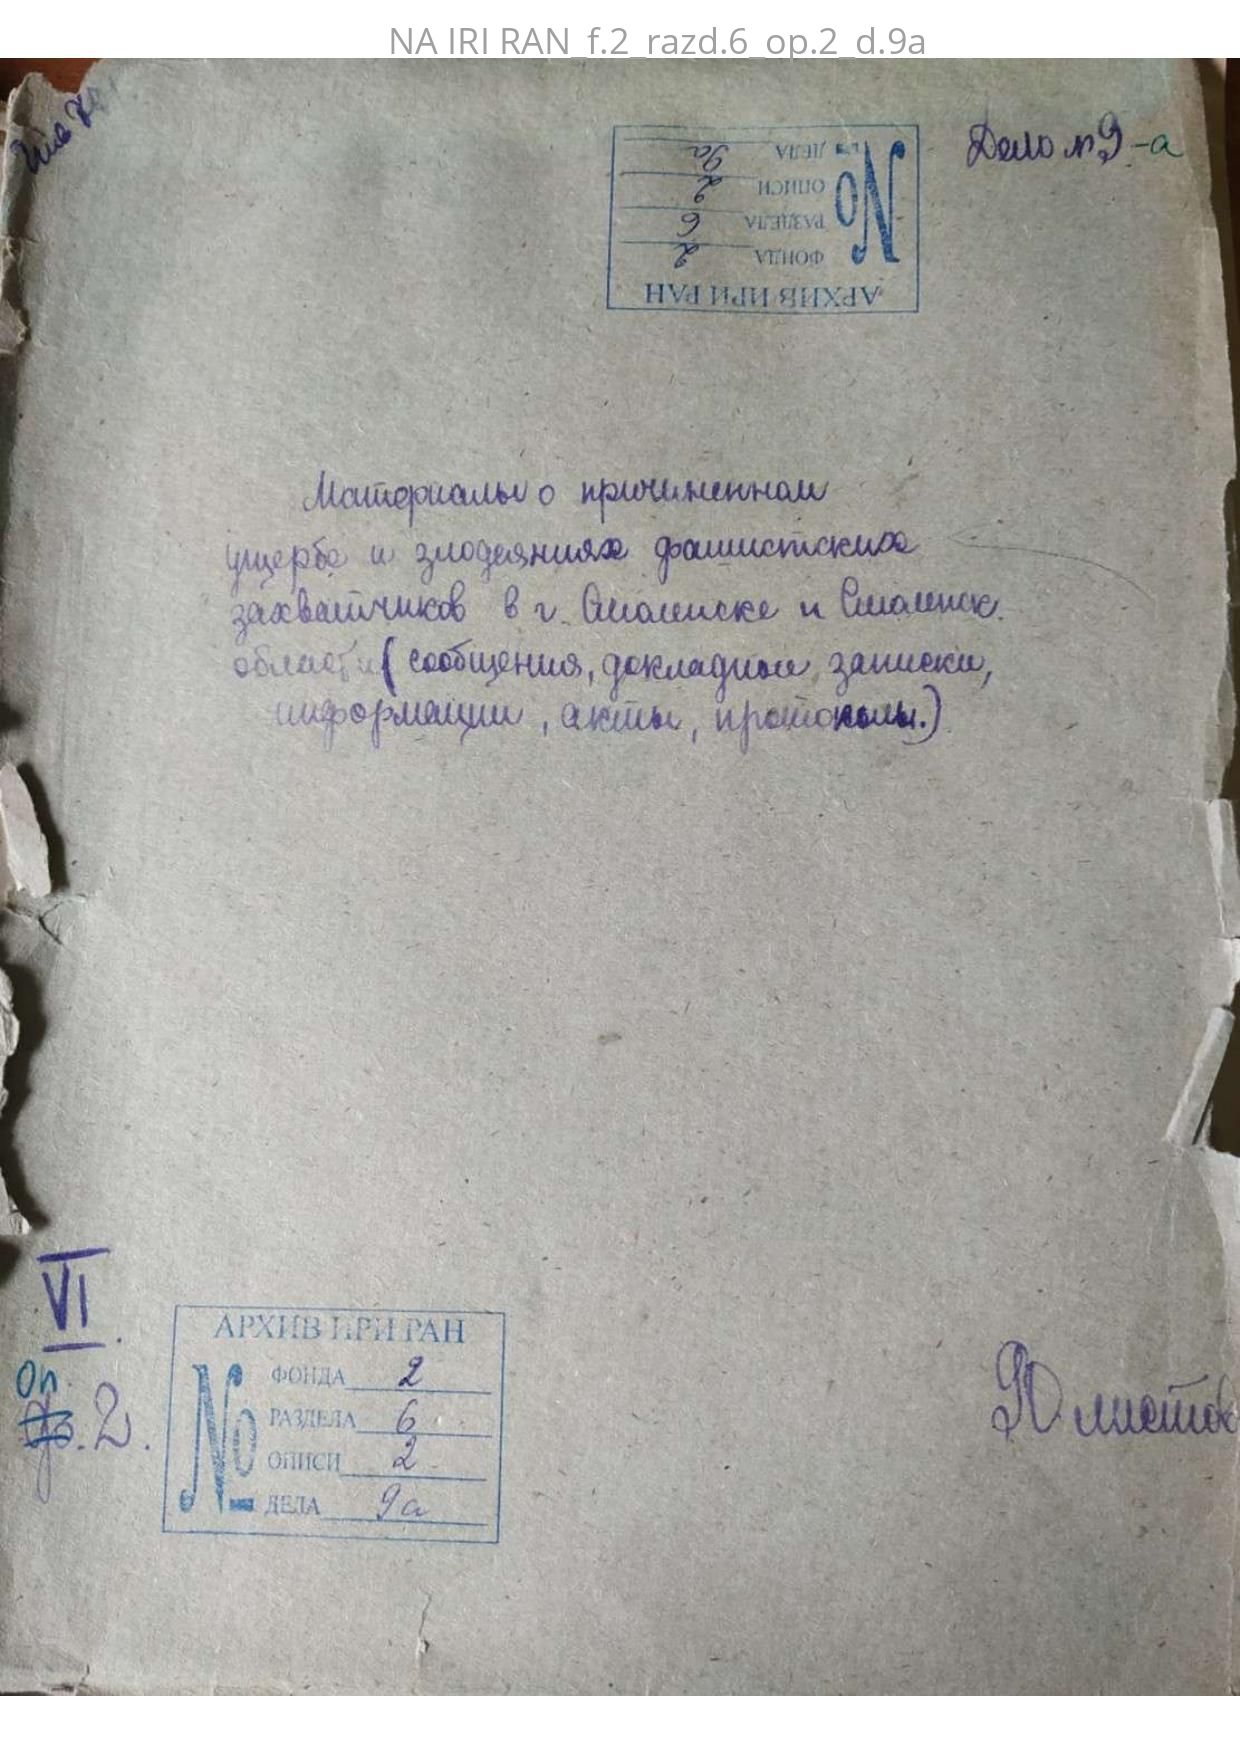 NA IRI RAN_f.2_razd.6_op.2_d.9a
Дело №9-а
АРХИВ ИРИ РАН
№
ФОНДА 2
РАЗДЕЛА 6
ОПИСИ 2
ДЕЛА 9а
Материалы о причиненном
ущербе и злодеяниях фашистских
захватчиков в г. Смоленске и Смоленск.
области (сообщения, докладные записки,
информации, акты, протоколы.)
VI.
Оп.
2.
АРХИВ ИРИ РАН
№
ФОНДА 2
РАЗДЕЛА 6
ОПИСИ 2
ДЕЛА 9а
90 листов